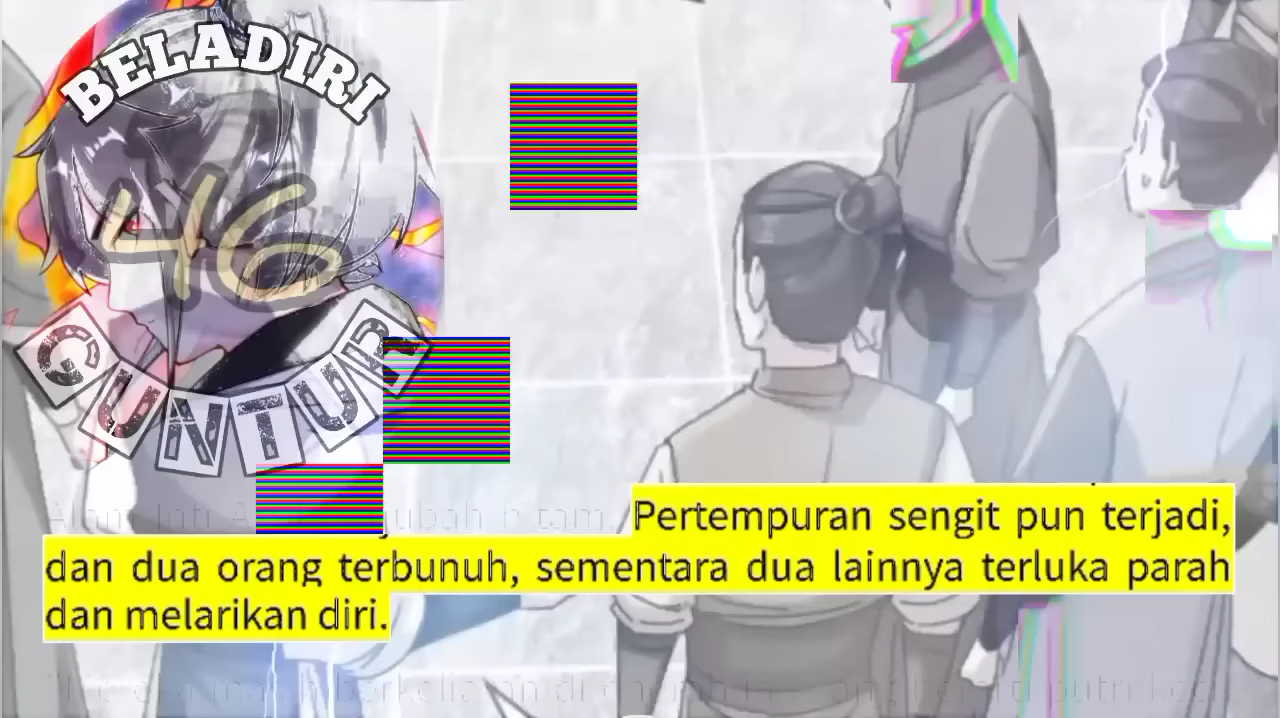 BELADIRI
46
GUNTUR
jubah
Pertempuran sengit pun terjadi,
dan dua orang terbunuh, sementara dua lainnya terluka parah
dan melarikan diri.